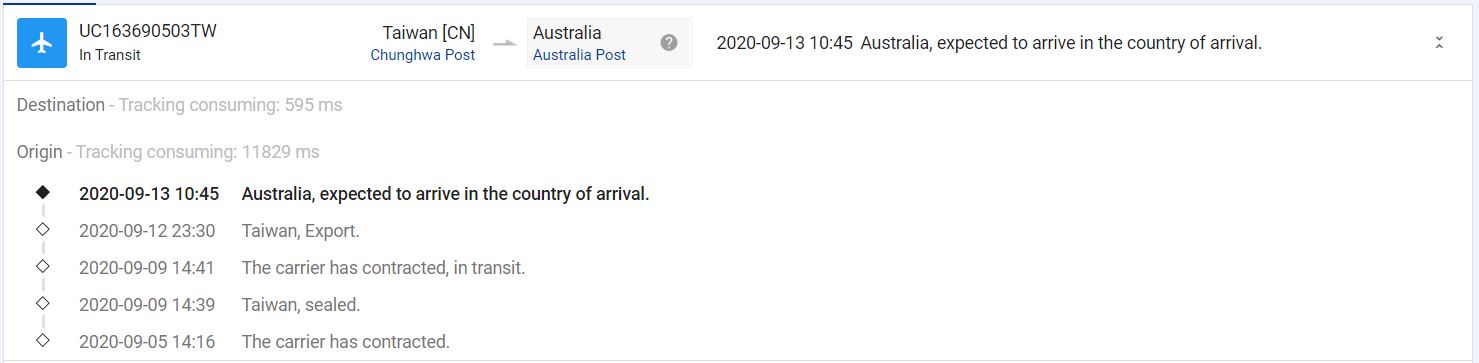 UC163690503TW
In Transit
Taiwan [CN]
Chunghwa Post
Australia
Australia Post
?
2020-09-13 10:45 Australia, expected to arrive in the country of arrival.
Destination - Tracking consuming: 595 ms
Origin - Tracking consuming: 11829 ms
2020-09-13 10:45 Australia, expected to arrive in the country of arrival.
2020-09-12 23:30 Taiwan, Export.
2020-09-09 14:41 The carrier has contracted, in transit.
2020-09-09 14:39 Taiwan, sealed.
2020-09-05 14:16 The carrier has contracted.